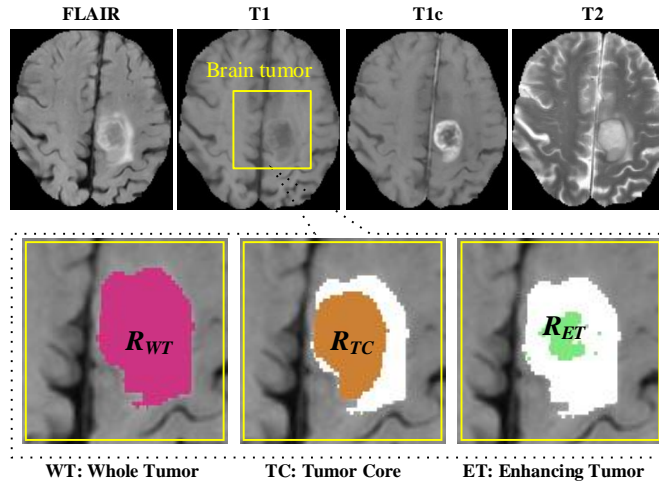 FLAIR T1 T1c T2
Brain tumor
R_WT R_TC R_ET
WT: Whole Tumor TC: Tumor Core ET: Enhancing Tumor